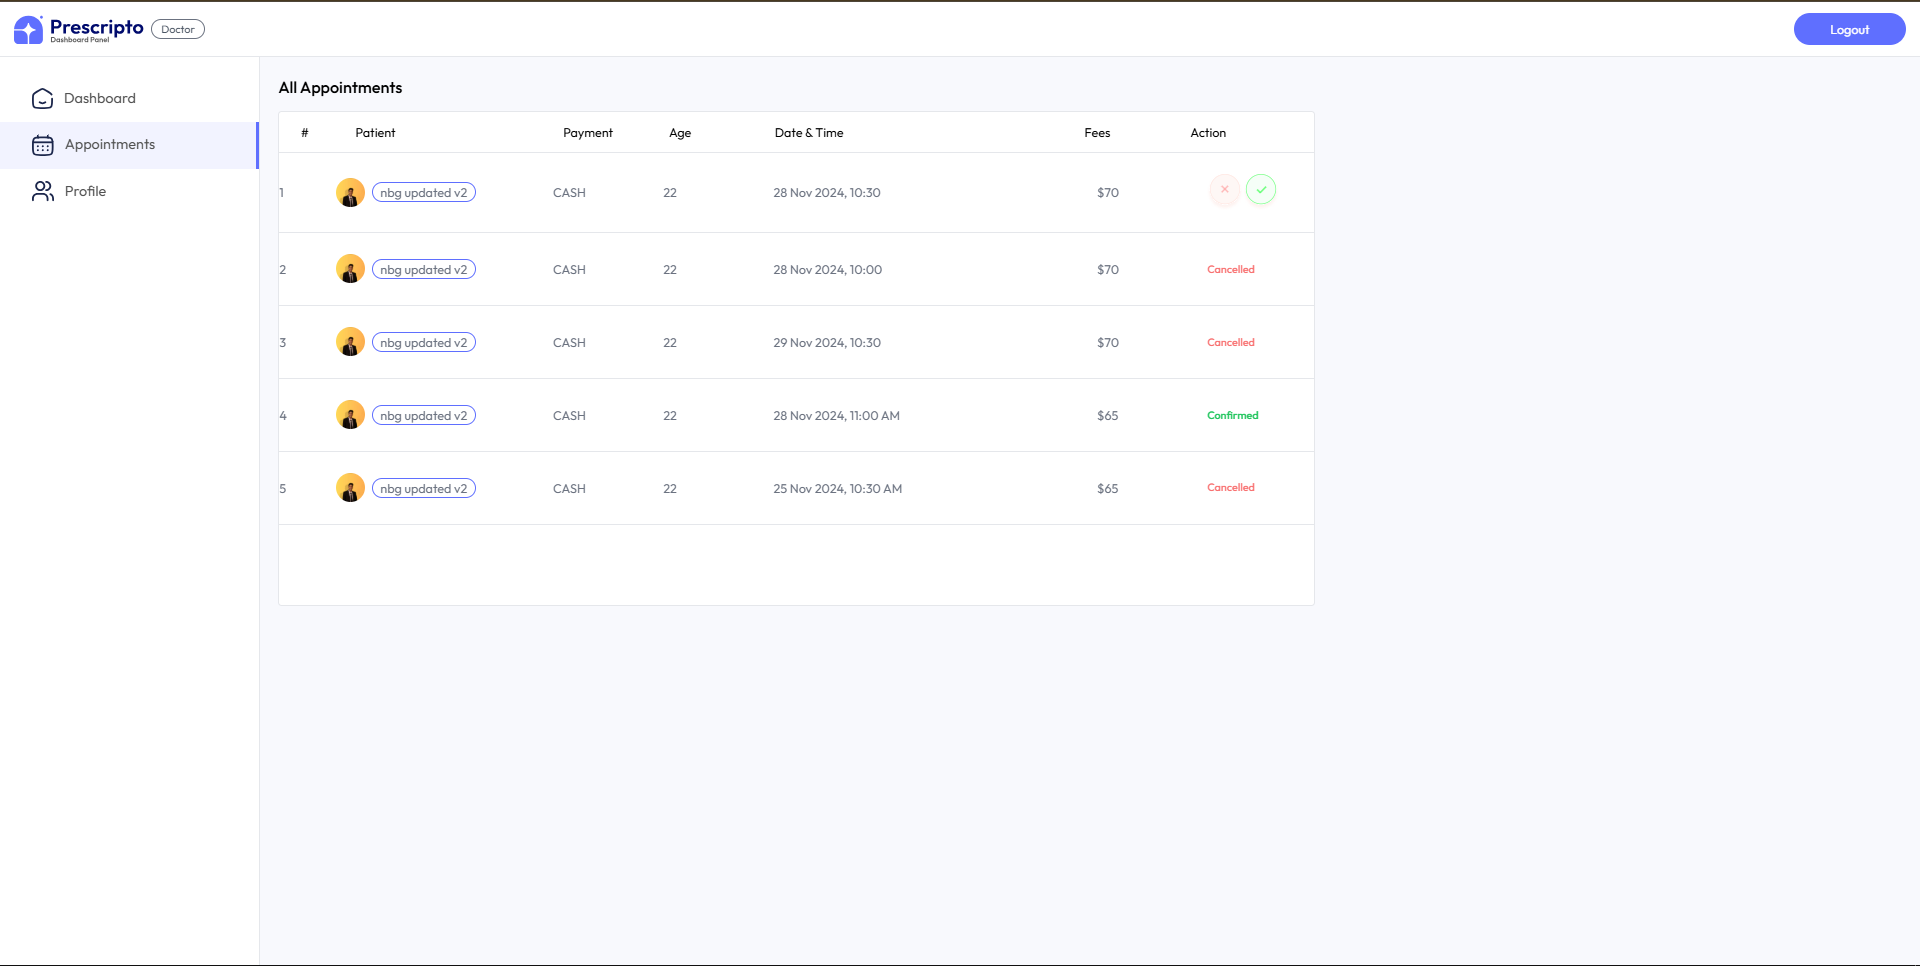 Prescripto
Dashboard Panel
Doctor
Logout
Dashboard
Appointments
Profile
All Appointments
# Patient Payment Age Date & Time Fees Action
1 nbg updated v2 CASH 22 28 Nov 2024, 10:30 $70
2 nbg updated v2 CASH 22 28 Nov 2024, 10:00 $70 Cancelled
3 nbg updated v2 CASH 22 29 Nov 2024, 10:30 $70 Cancelled
4 nbg updated v2 CASH 22 28 Nov 2024, 11:00 AM $65 Confirmed
5 nbg updated v2 CASH 22 25 Nov 2024, 10:30 AM $65 Cancelled